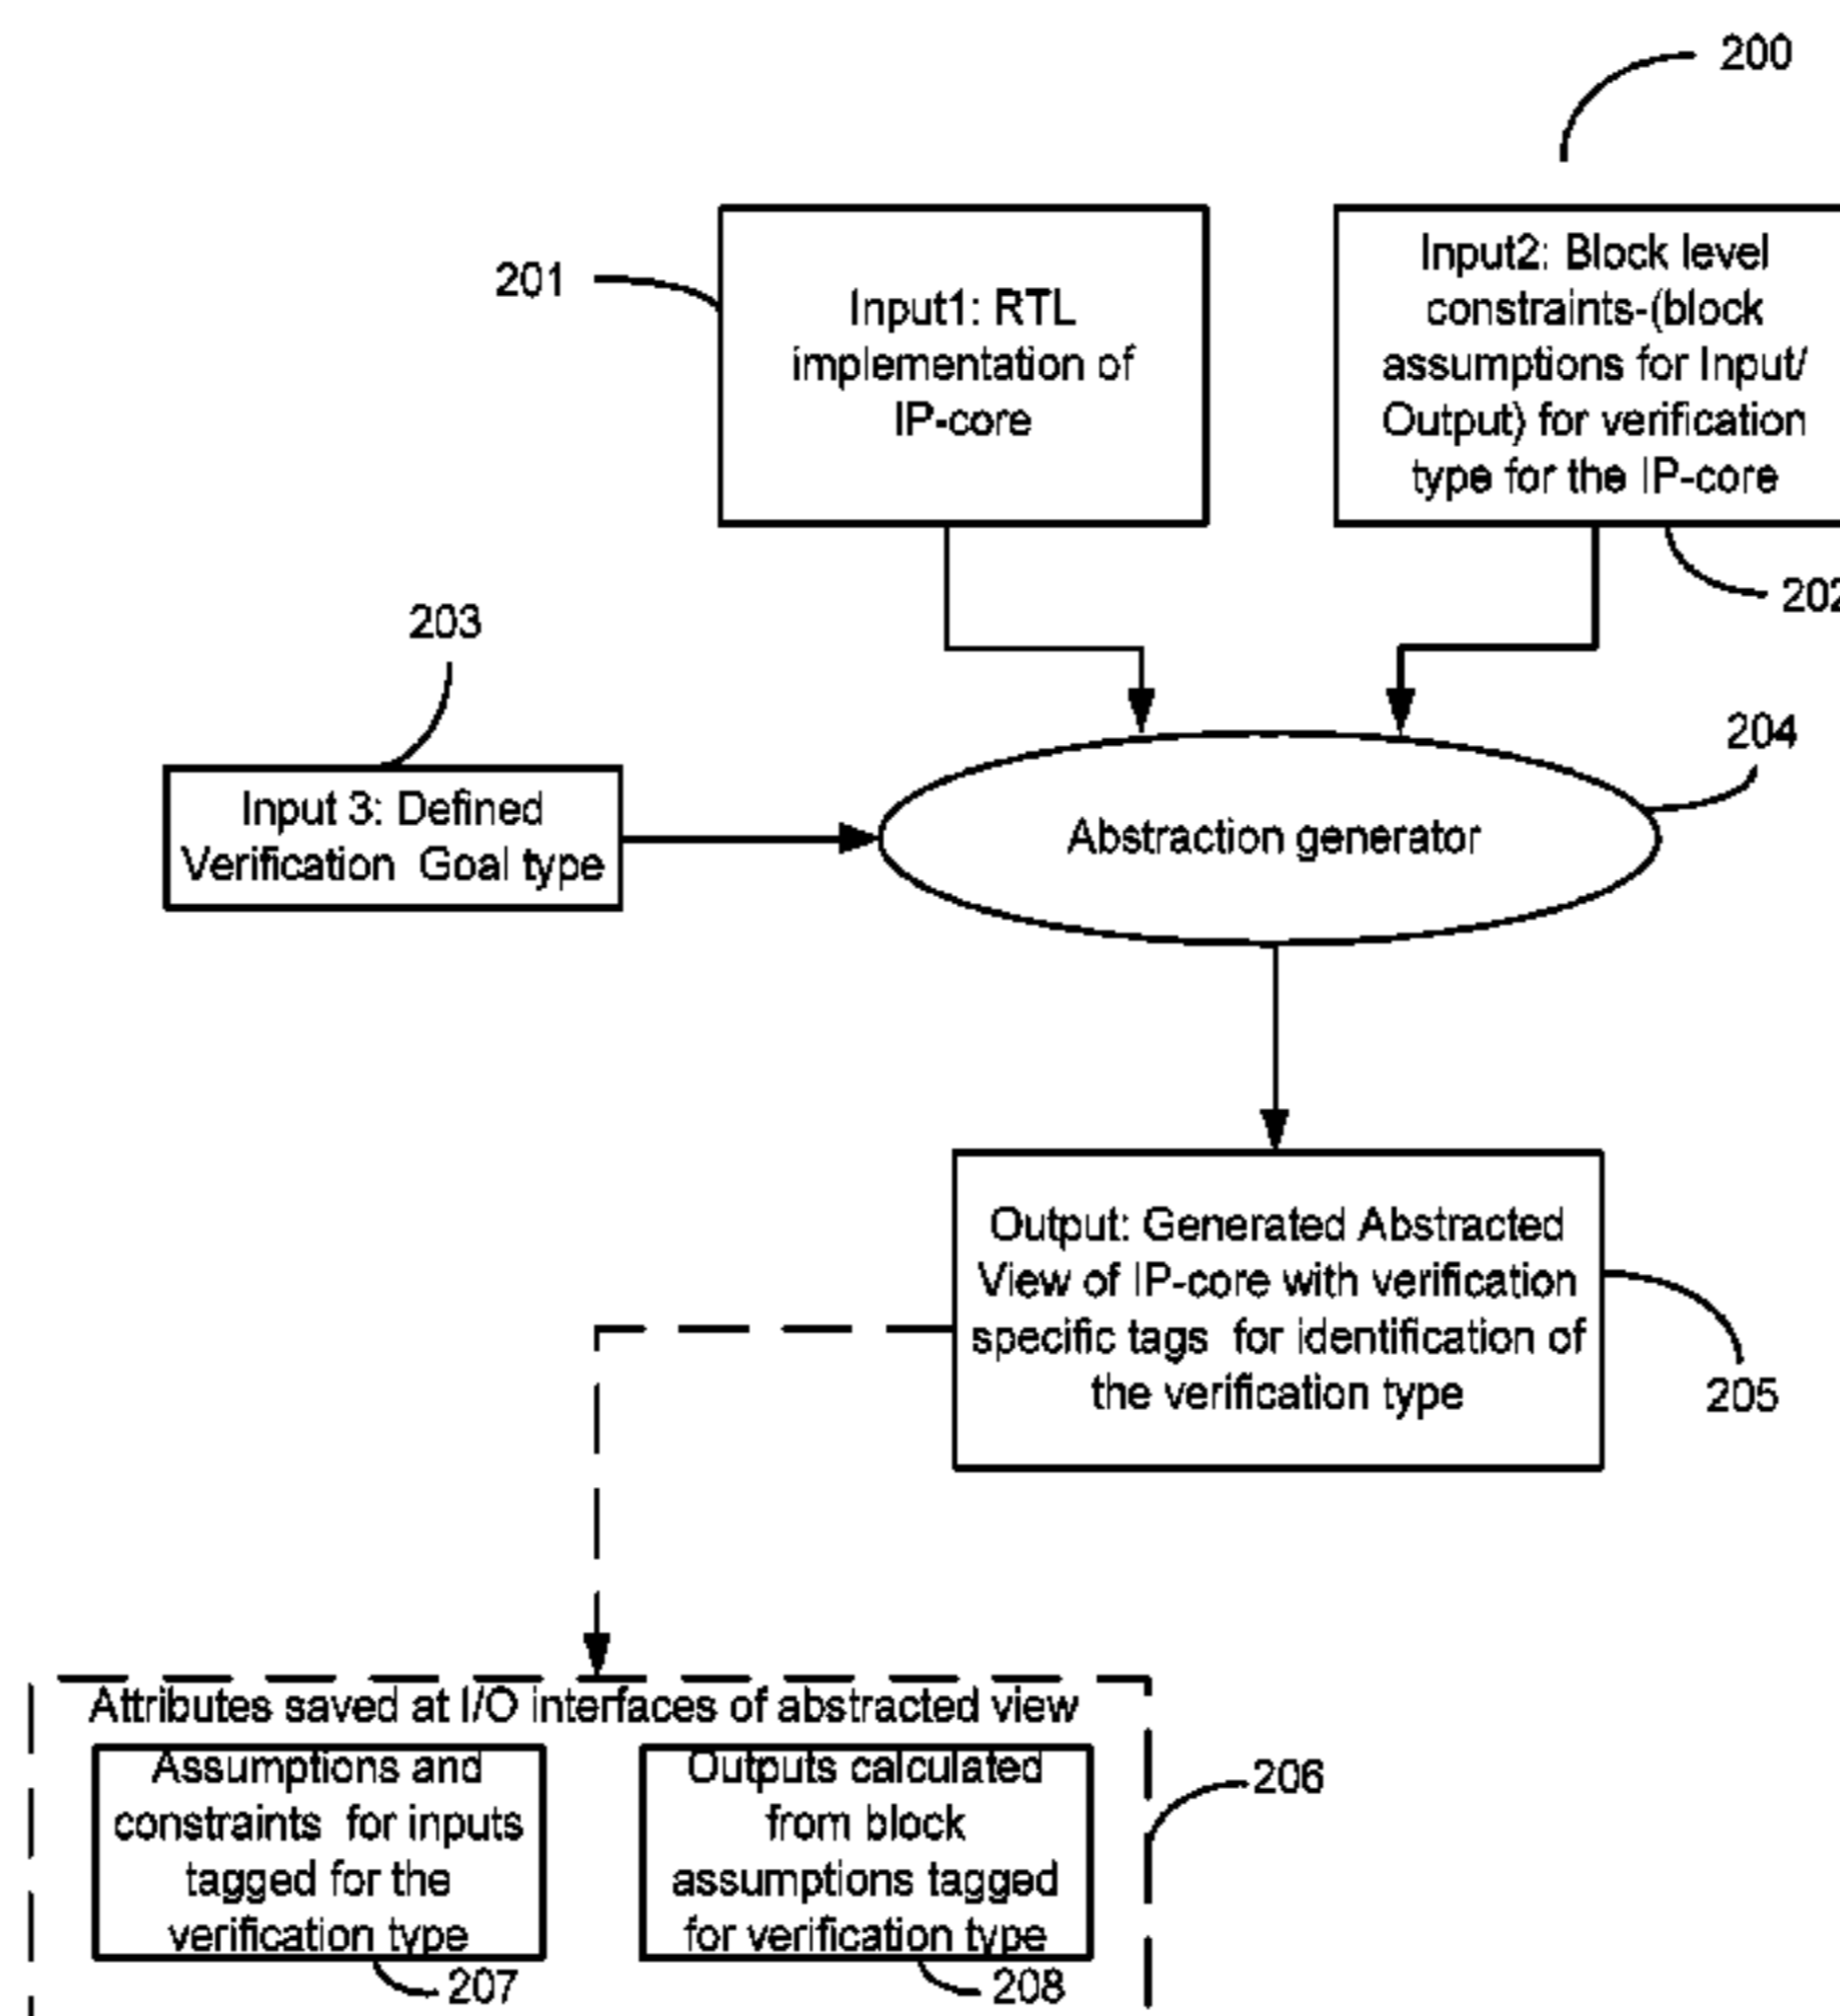 200
201
Input1: RTL
implementation of
IP-core
Input2: Block level
constraints-(block
assumptions for Input/
Output) for verification
type for the IP-core
202
203
Input 3: Defined
Verification Goal type
Abstraction generator
204
Output: Generated Abstracted
View of IP-core with verification
specific tags for identification of
the verification type
205
Attributes saved at I/O interfaces of abstracted view
Assumptions and
constraints for inputs
tagged for the
verification type
207
Outputs calculated
from block
assumptions tagged
for verification type
208
206